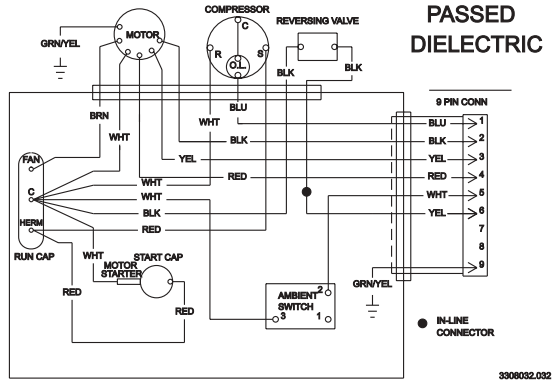 PASSED
DIELECTRIC
COMPRESSOR
REVERSING VALVE
MOTOR
GRN/YEL
C
R
S
O.L.
BLK
BLK
BLU
9 PIN CONN
BRN
WHT
WHT
BLU
1
BLK
BLK
2
YEL
YEL
3
RED
RED
4
WHT
WHT
WHT
5
BLK
YEL
6
RED
7
8
9
FAN
C
HERM
RUN CAP
WHT
MOTOR
STARTER
START CAP
RED
RED
GRN/YEL
AMBIENT
SWITCH
2
3
1
IN-LINE
CONNECTOR
3308032.032